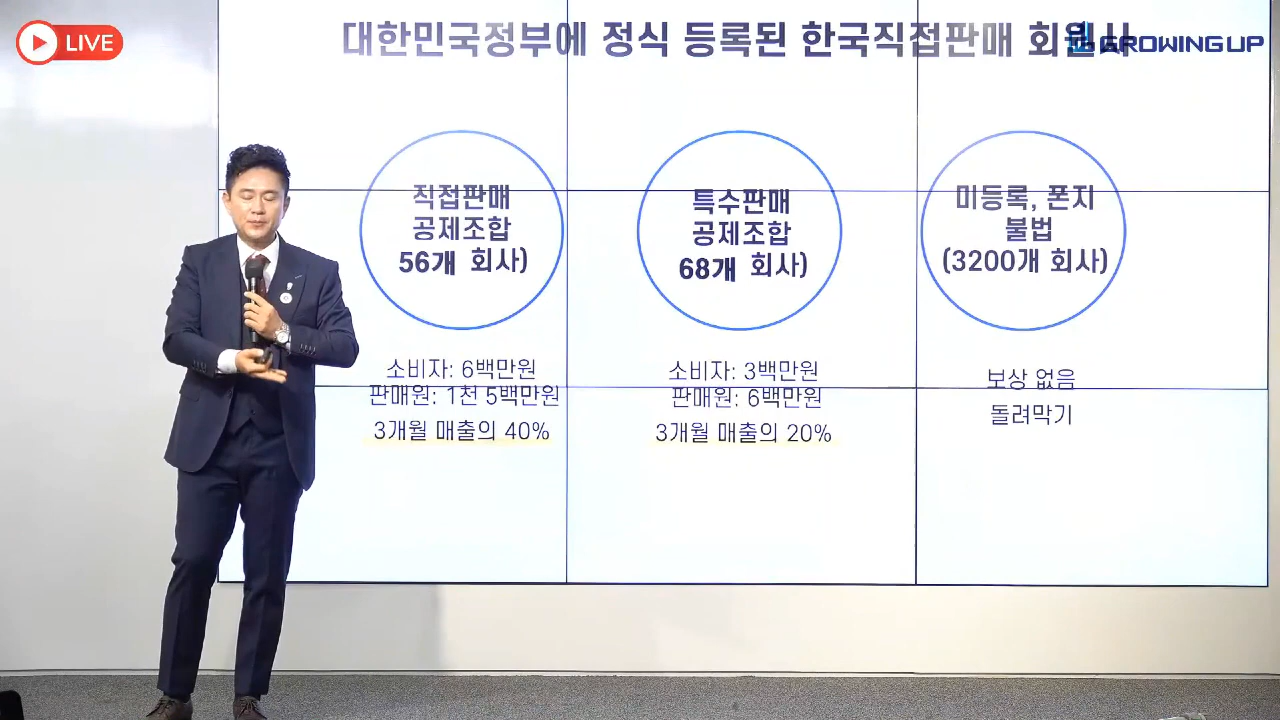 LIVE
대한민국정부에 정식 등록된 한국직접판매 회원사
GROWING UP
직접판매
공제조합
56개 회사)
특수판매
공제조합
68개 회사)
미등록, 폰지
불법
(3200개 회사)
소비자: 6백만원
판매원: 1천 5백만원
3개월 매출의 40%
소비자: 3백만원
판매원: 6백만원
3개월 매출의 20%
보상 없음
돌려막기